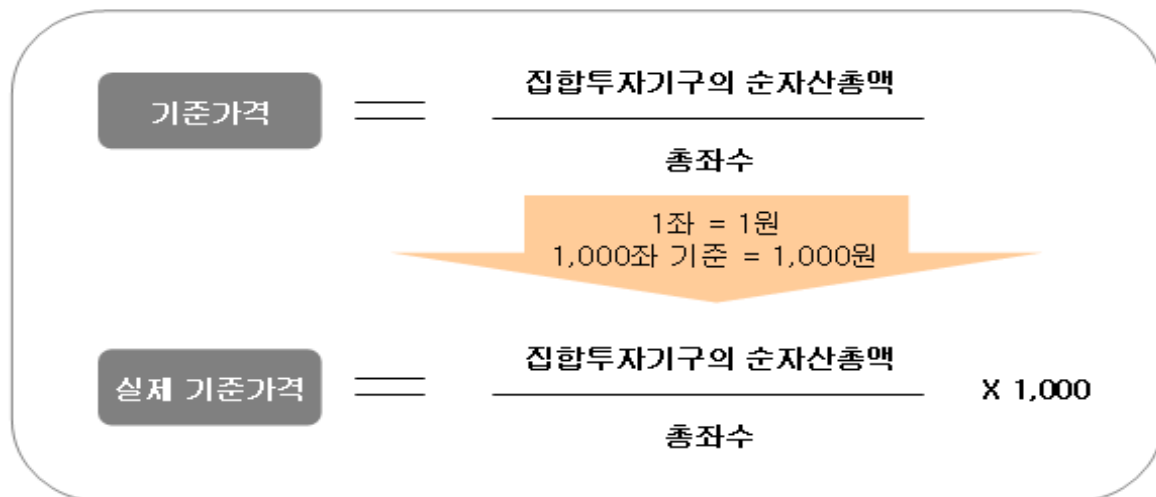 집합투자기구의 순자산총액
기준가격
총좌수
1좌 = 1원
1,000좌 기준 = 1,000원
집합투자기구의 순자산총액
실제 기준가격
X 1,000
총좌수